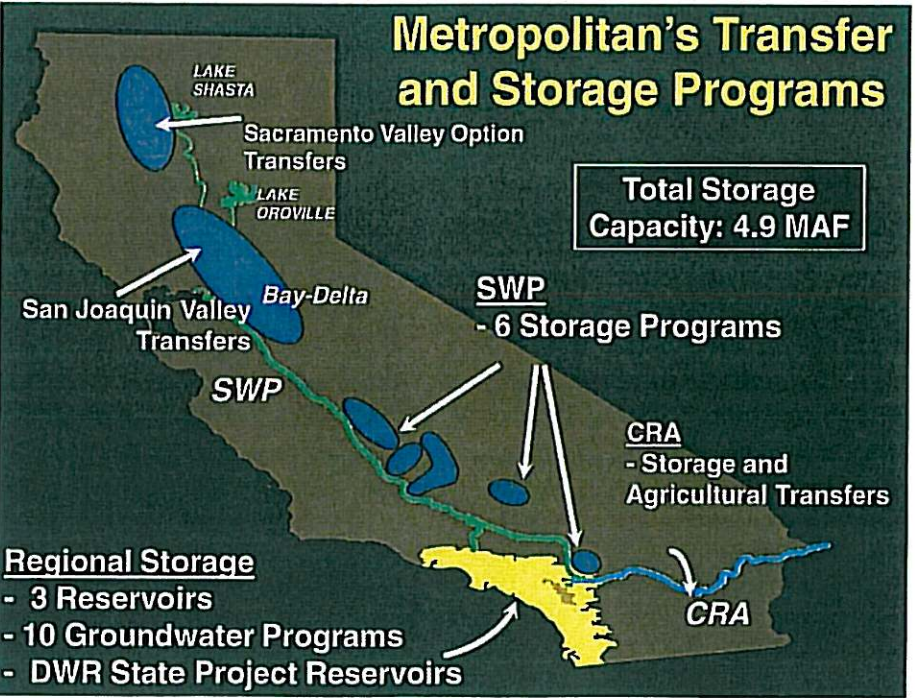 Metropolitan's Transfer
and Storage Programs
LAKE
SHASTA
Sacramento Valley Option
Transfers
LAKE
OROVILLE
Total Storage
Capacity: 4.9 MAF
San Joaquin Valley
Transfers
Bay-Delta
SWP
- 6 Storage Programs
SWP
CRA
- Storage and
Agricultural Transfers
Regional Storage
- 3 Reservoirs
- 10 Groundwater Programs
- DWR State Project Reservoirs
CRA